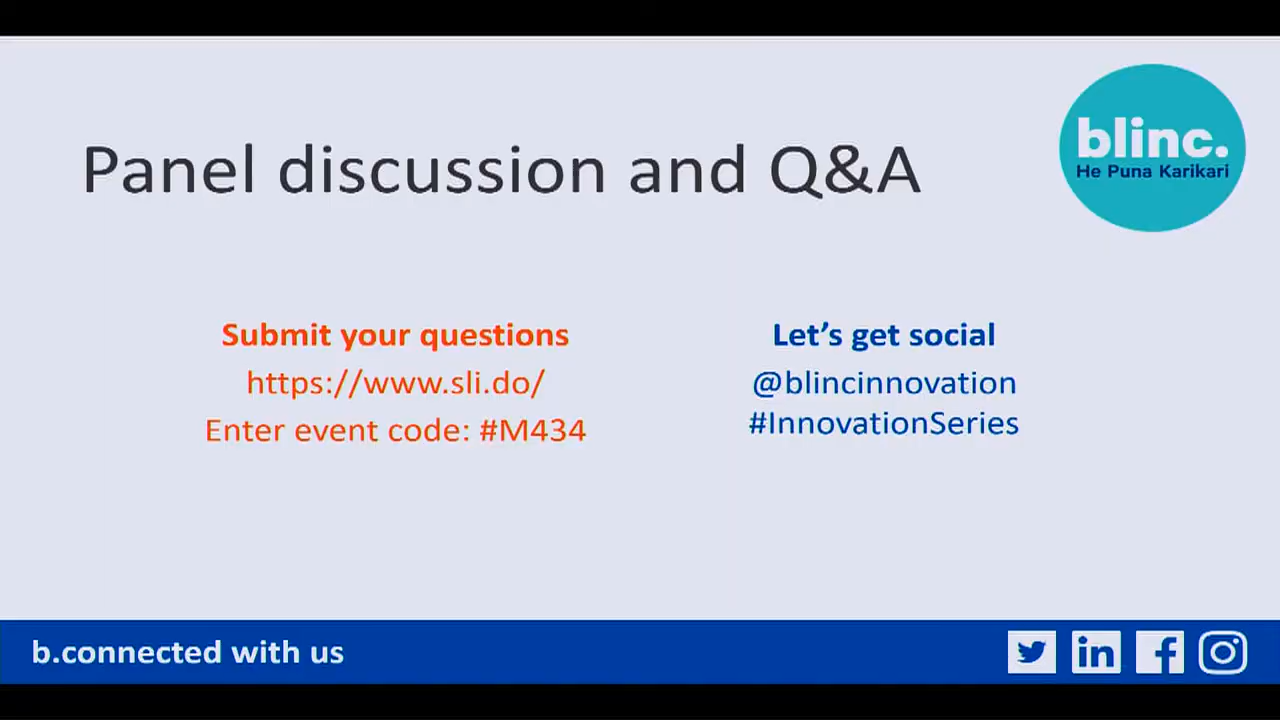 blinc.
He Puna Karikari
Panel discussion and Q&A
Submit your questions
https://www.sli.do/
Enter event code: #M434
Let’s get social
@blincinnovation
#InnovationSeries
b.connected with us